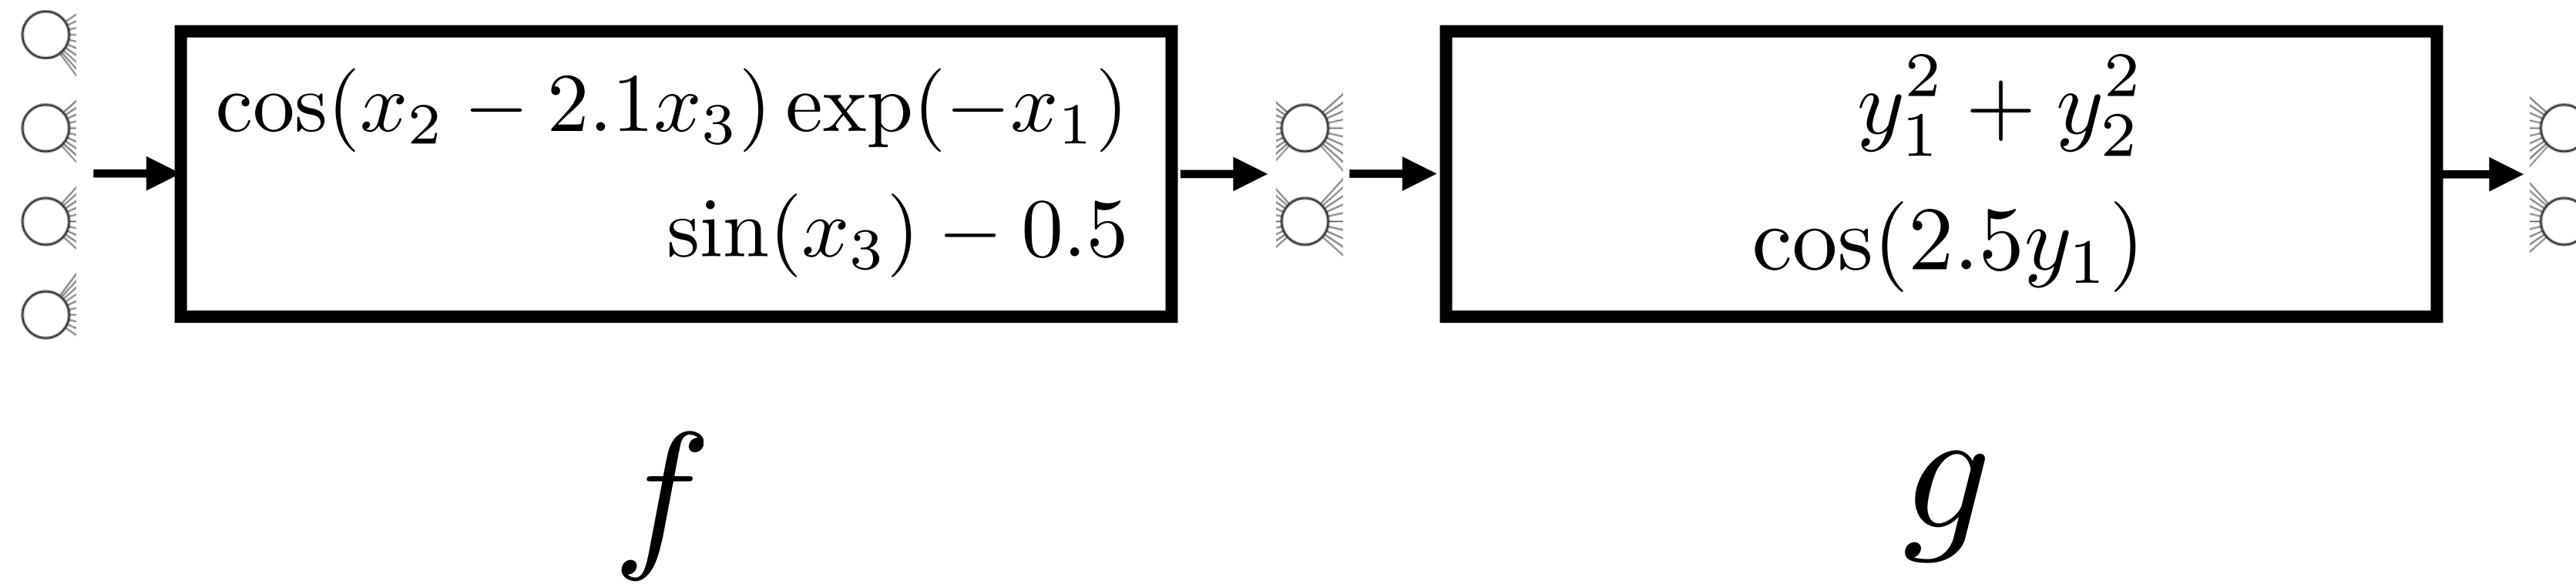 cos(x₂ − 2.1x₃) exp(−x₁)
sin(x₃) − 0.5
y₁² + y₂²
cos(2.5y₁)
f
g